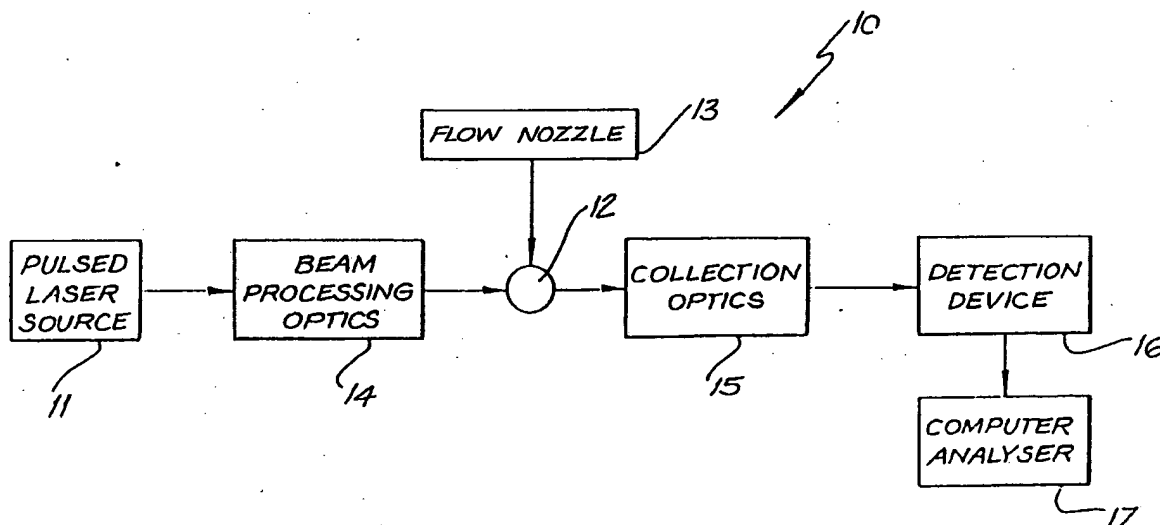 10
FLOW NOZZLE
13
12
PULSED
LASER
SOURCE
11
BEAM
PROCESSING
OPTICS
14
COLLECTION
OPTICS
15
DETECTION
DEVICE
16
COMPUTER
ANALYSER
17